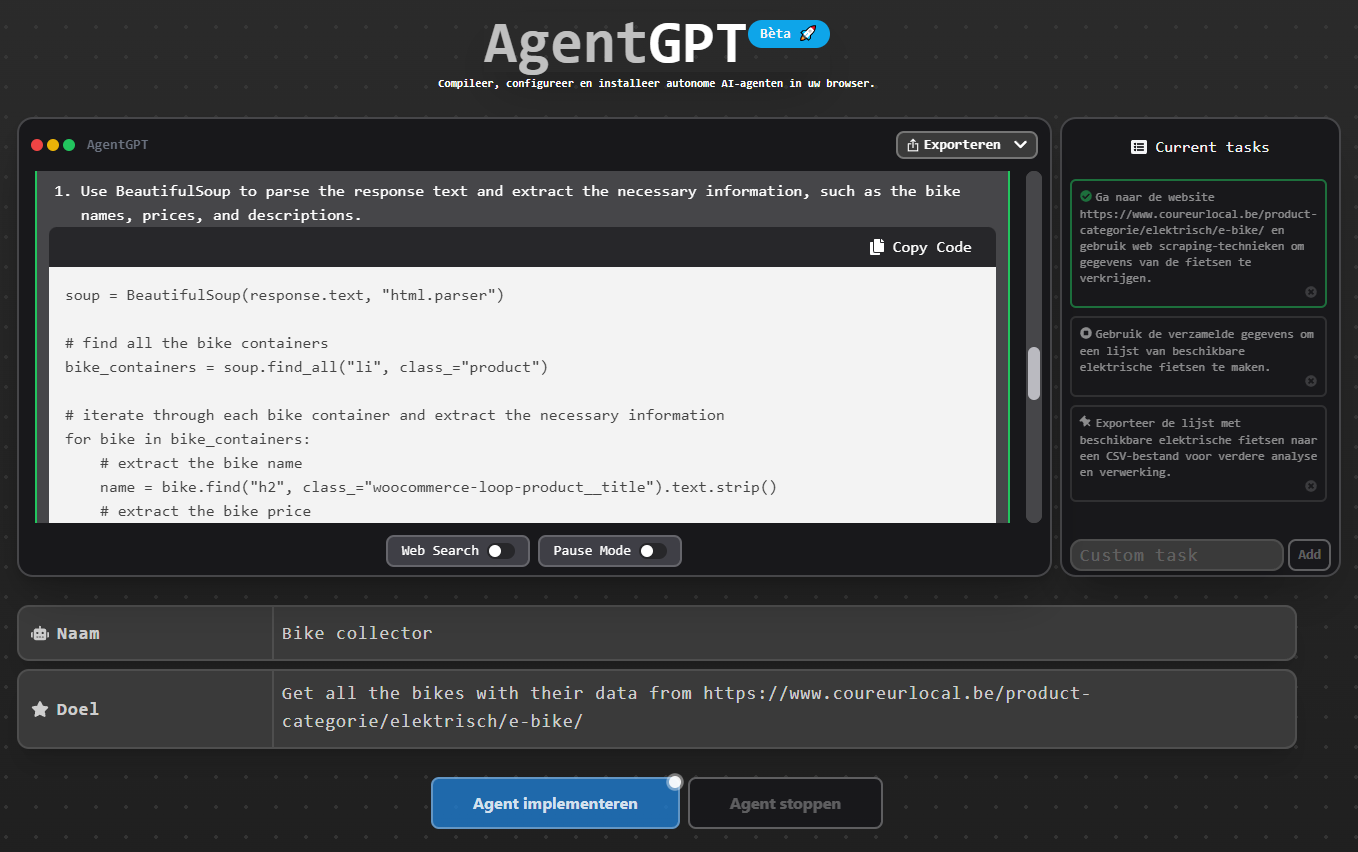 AgentGPT Bèta
Compileer, configureer en installeer autonome AI-agenten in uw browser.
AgentGPT
Exporteren
1. Use BeautifulSoup to parse the response text and extract the necessary information, such as the bike
names, prices, and descriptions.
Copy Code
soup = BeautifulSoup(response.text, "html.parser")
# find all the bike containers
bike_containers = soup.find_all("li", class_="product")
# iterate through each bike container and extract the necessary information
for bike in bike_containers:
# extract the bike name
name = bike.find("h2", class_="woocommerce-loop-product__title").text.strip()
# extract the bike price
Web Search
Pause Mode
Current tasks
Ga naar de website
https://www.coureurlocal.be/product-
categorie/elektrisch/e-bike/ en
gebruik web scraping-technieken om
gegevens van de fietsen te
verkrijgen.
Gebruik de verzamelde gegevens om
een lijst van beschikbare
elektrische fietsen te maken.
Exporteer de lijst met
beschikbare elektrische fietsen naar
een CSV-bestand voor verdere analyse
en verwerking.
Custom task
Add
Naam
Bike collector
Doel
Get all the bikes with their data from https://www.coureurlocal.be/product-
categorie/elektrisch/e-bike/
Agent implementeren
Agent stoppen